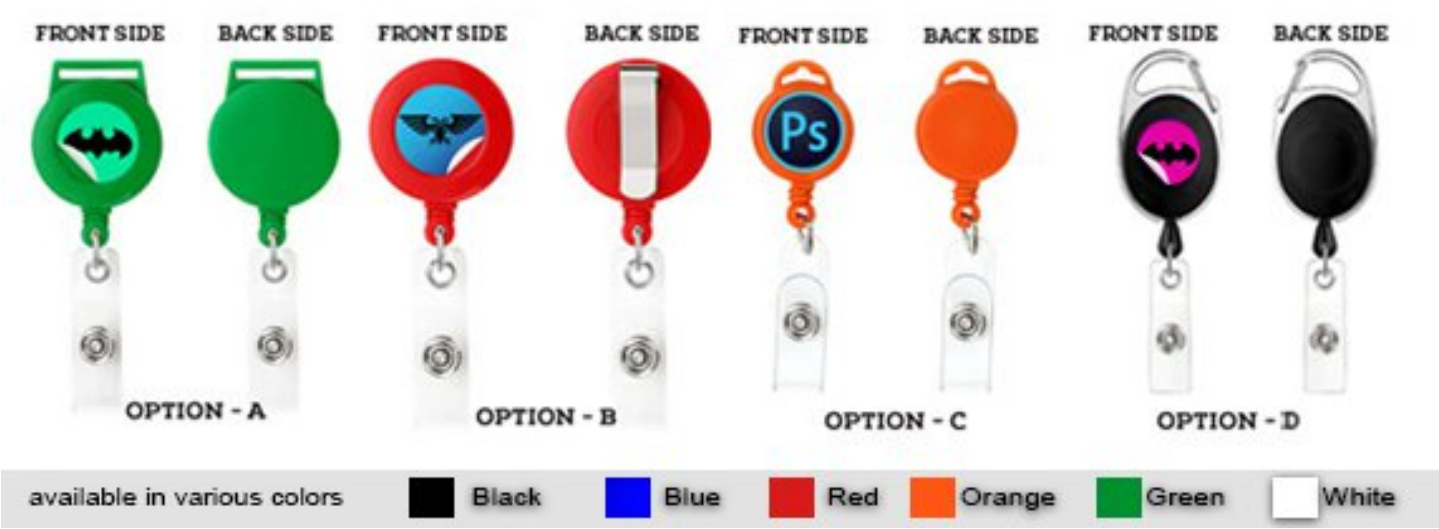 FRONT SIDE BACK SIDE FRONT SIDE BACK SIDE FRONT SIDE BACK SIDE FRONT SIDE BACK SIDE
Ps
OPTION - A OPTION - B OPTION - C OPTION - D
available in various colors Black Blue Red Orange Green White